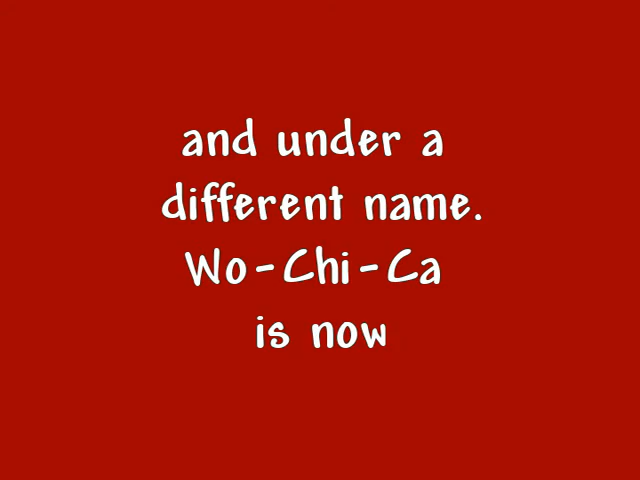 and under a
different name.
Wo-Chi-Ca
is now